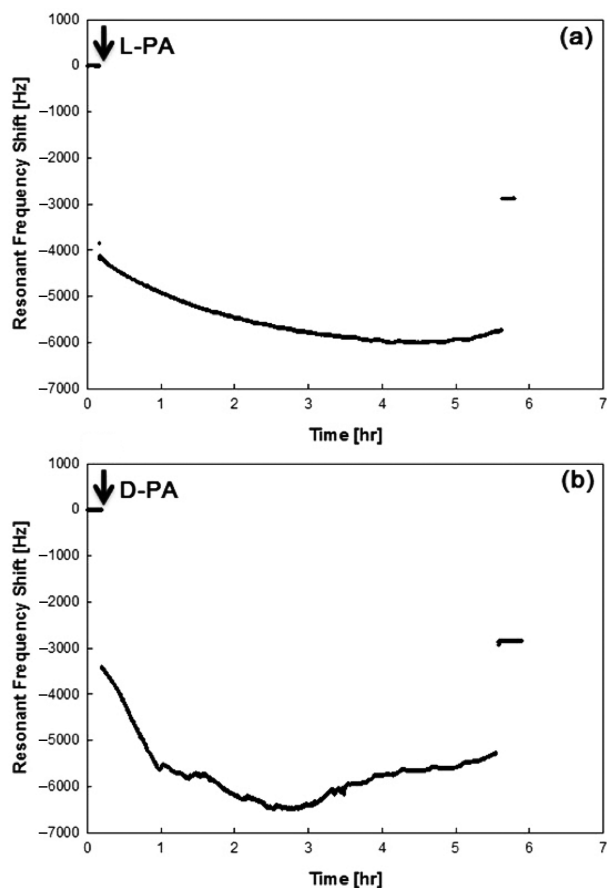 1000
L-PA
(a)
0
–1000
–2000
–3000
–4000
–5000
–6000
–7000
Resonant Frequency Shift [Hz]
0 1 2 3 4 5 6 7
Time [hr]
1000
D-PA
(b)
0
–1000
–2000
–3000
–4000
–5000
–6000
–7000
Resonant Frequency Shift [Hz]
0 1 2 3 4 5 6 7
Time [hr]